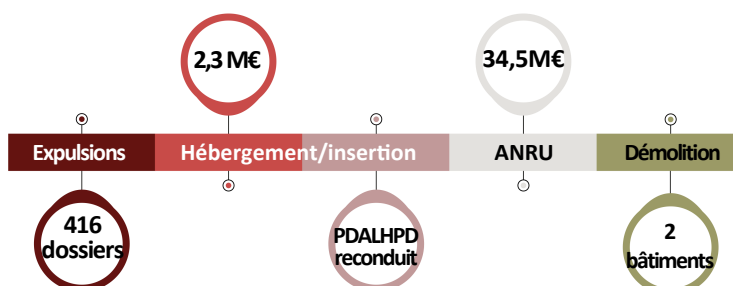 2,3 M€
34,5M€
Expulsions
Hébergement/insertion
ANRU
Démolition
416
dossiers
PDALHPD
reconduit
2
bâtiments